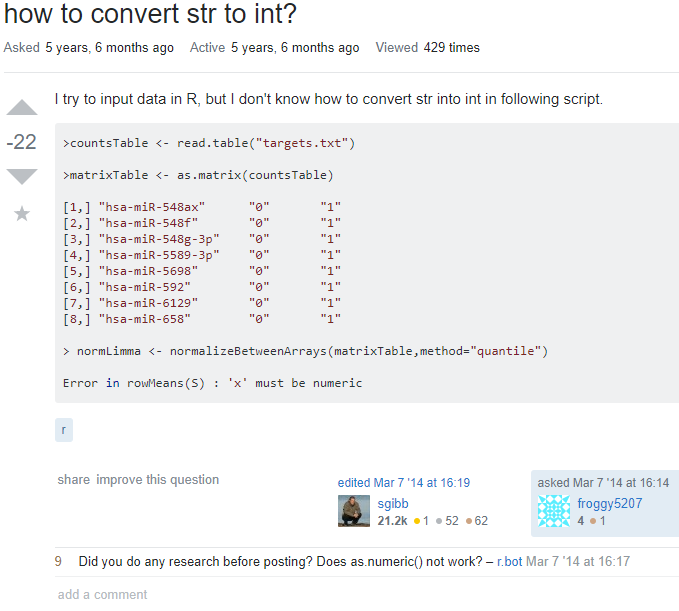 how to convert str to int?
Asked 5 years, 6 months ago Active 5 years, 6 months ago Viewed 429 times
I try to input data in R, but I don't know how to convert str into int in following script.
-22
>countsTable <- read.table("targets.txt")
>matrixTable <- as.matrix(countsTable)
[1,] "hsa-miR-548ax" "0" "1"
[2,] "hsa-miR-548f" "0" "1"
[3,] "hsa-miR-548g-3p" "0" "1"
[4,] "hsa-miR-5589-3p" "0" "1"
[5,] "hsa-miR-5698" "0" "1"
[6,] "hsa-miR-592" "0" "1"
[7,] "hsa-miR-6129" "0" "1"
[8,] "hsa-miR-658" "0" "1"
> normLimma <- normalizeBetweenArrays(matrixTable,method="quantile")
Error in rowMeans(S) : 'x' must be numeric
r
share improve this question
edited Mar 7 '14 at 16:19
sgibb
21.2k 1 52 62
asked Mar 7 '14 at 16:14
froggy5207
4 1
9 Did you do any research before posting? Does as.numeric() not work? – r.bot Mar 7 '14 at 16:17
add a comment